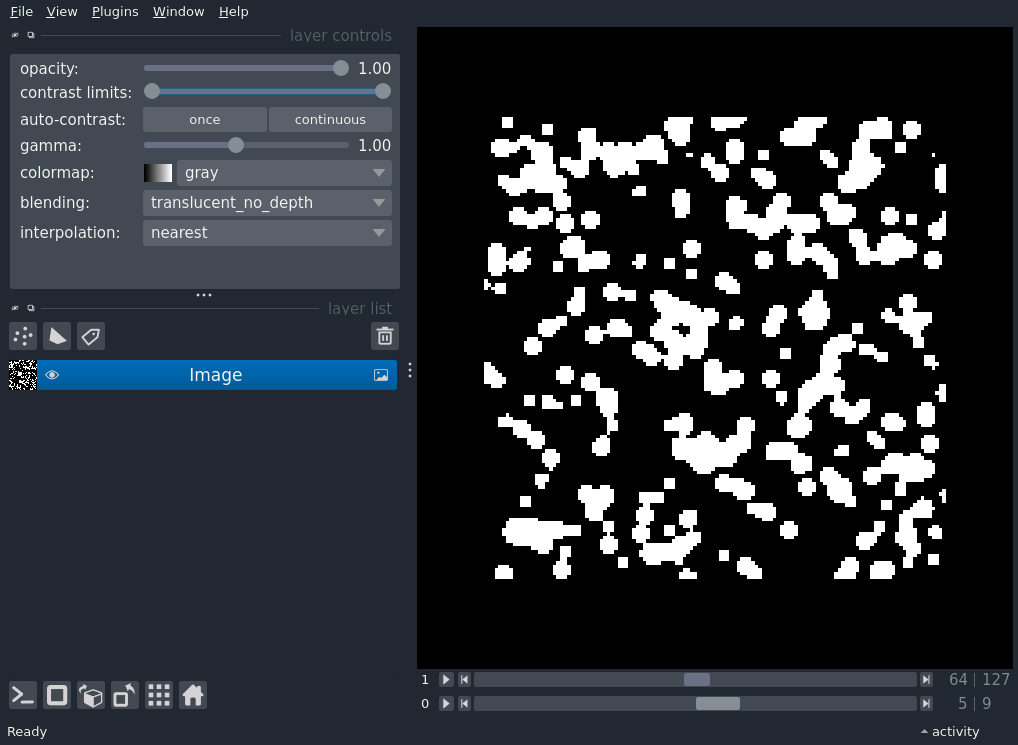 File View Plugins Window Help
layer controls
opacity: 1.00
contrast limits:
auto-contrast: once continuous
gamma: 1.00
colormap: gray
blending: translucent_no_depth
interpolation: nearest
layer list
Image
1 64 | 127
0 5 | 9
Ready activity